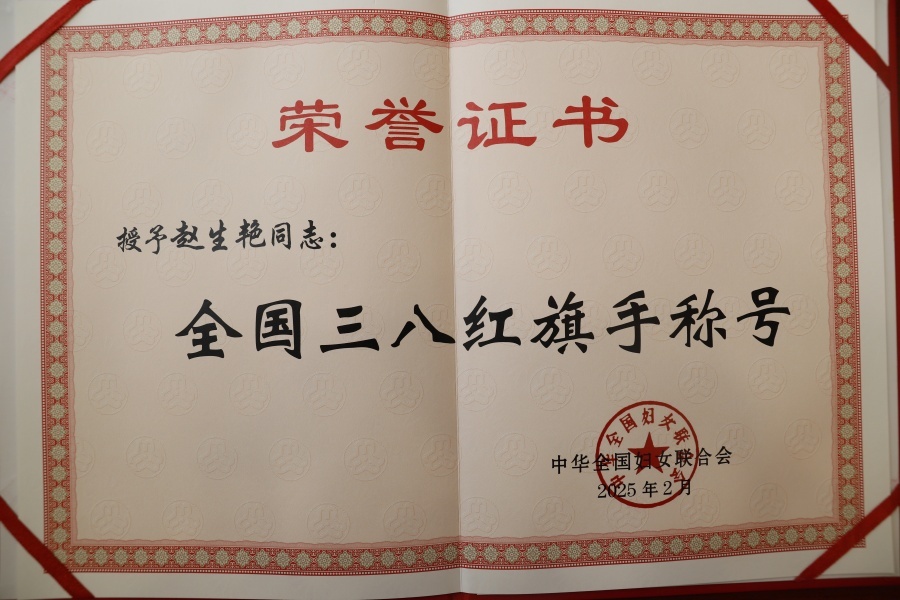 荣誉证书
授予赵生艳同志：
全国三八红旗手称号
中华全国妇女联合会
中华全国妇女联合会
2025年2月